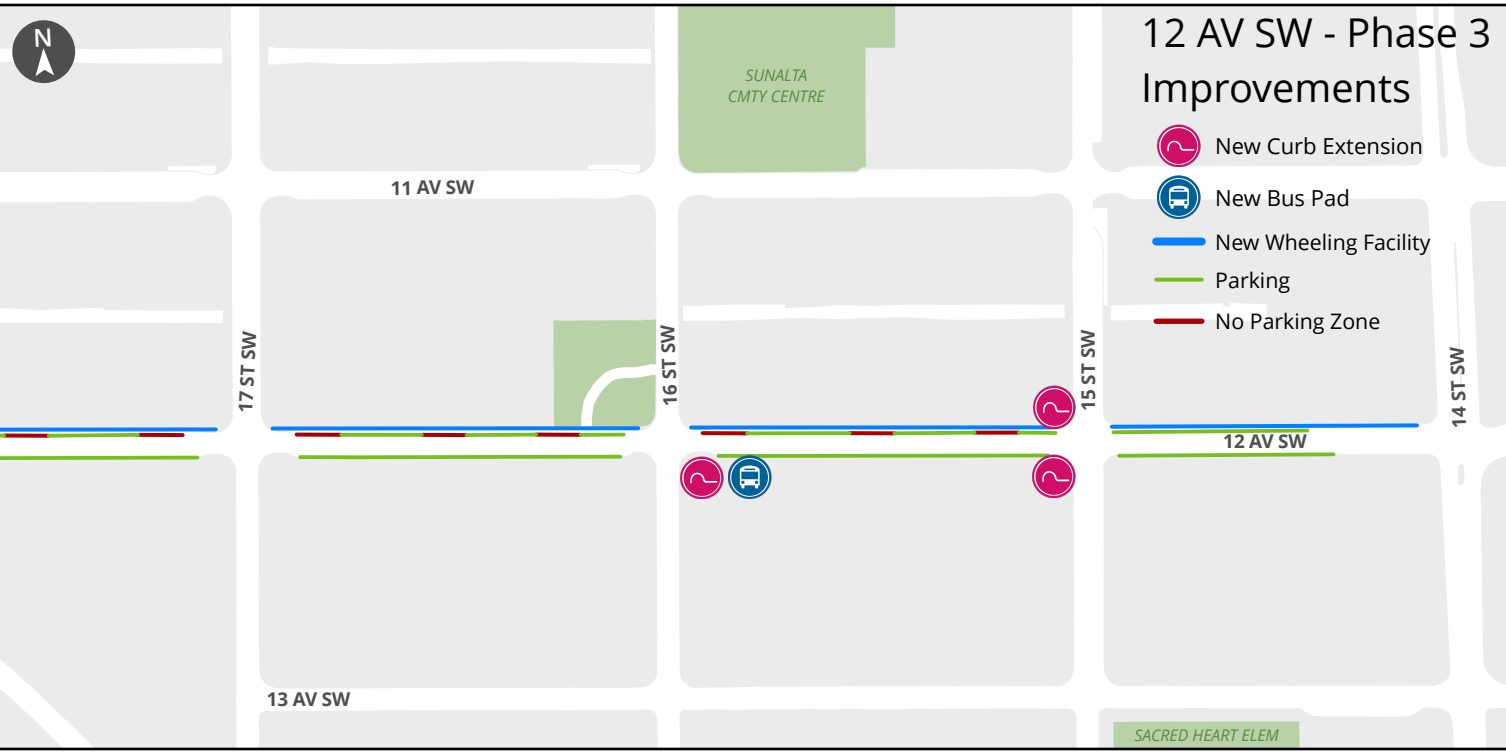 N
12 AV SW - Phase 3
Improvements
New Curb Extension
New Bus Pad
New Wheeling Facility
Parking
No Parking Zone
SUNALTA
CMTY CENTRE
11 AV SW
17 ST SW
16 ST SW
15 ST SW
14 ST SW
12 AV SW
13 AV SW
SACRED HEART ELEM